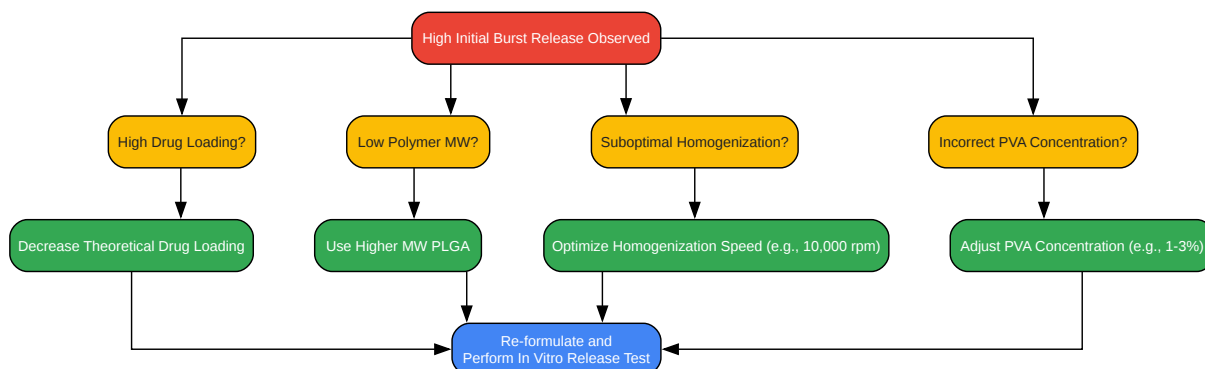 High Initial Burst Release Observed
High Drug Loading?
Low Polymer MW?
Suboptimal Homogenization?
Incorrect PVA Concentration?
Decrease Theoretical Drug Loading
Use Higher MW PLGA
Optimize Homogenization Speed (e.g., 10,000 rpm)
Adjust PVA Concentration (e.g., 1-3%)
Re-formulate and
Perform In Vitro Release Test